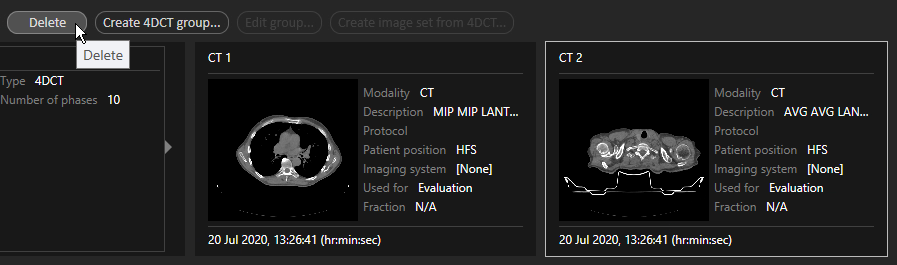 Delete
Create 4DCT group...
Edit group...
Create image set from 4DCT...
Delete
Type 4DCT
Number of phases 10
CT 1
Modality CT
Description MIP MIP LANT...
Protocol
Patient position HFS
Imaging system [None]
Used for Evaluation
Fraction N/A
20 Jul 2020, 13:26:41 (hr:min:sec)
CT 2
Modality CT
Description AVG AVG LAN...
Protocol
Patient position HFS
Imaging system [None]
Used for Evaluation
Fraction N/A
20 Jul 2020, 13:26:41 (hr:min:sec)